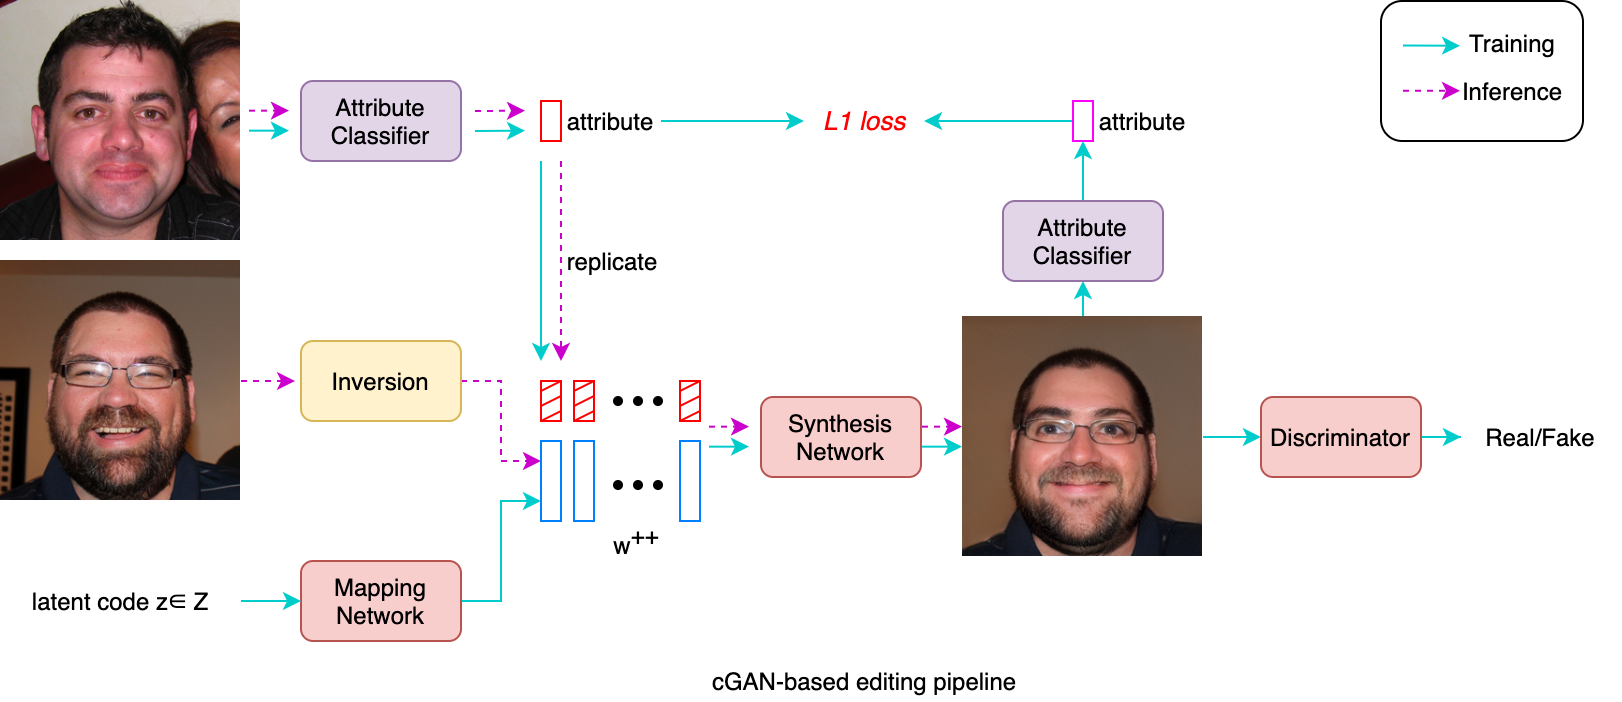 Training
Inference
Attribute
Classifier
attribute
L1 loss
attribute
replicate
Attribute
Classifier
Inversion
Synthesis
Network
Discriminator
Real/Fake
w++
latent code z∈ Z
Mapping
Network
cGAN-based editing pipeline